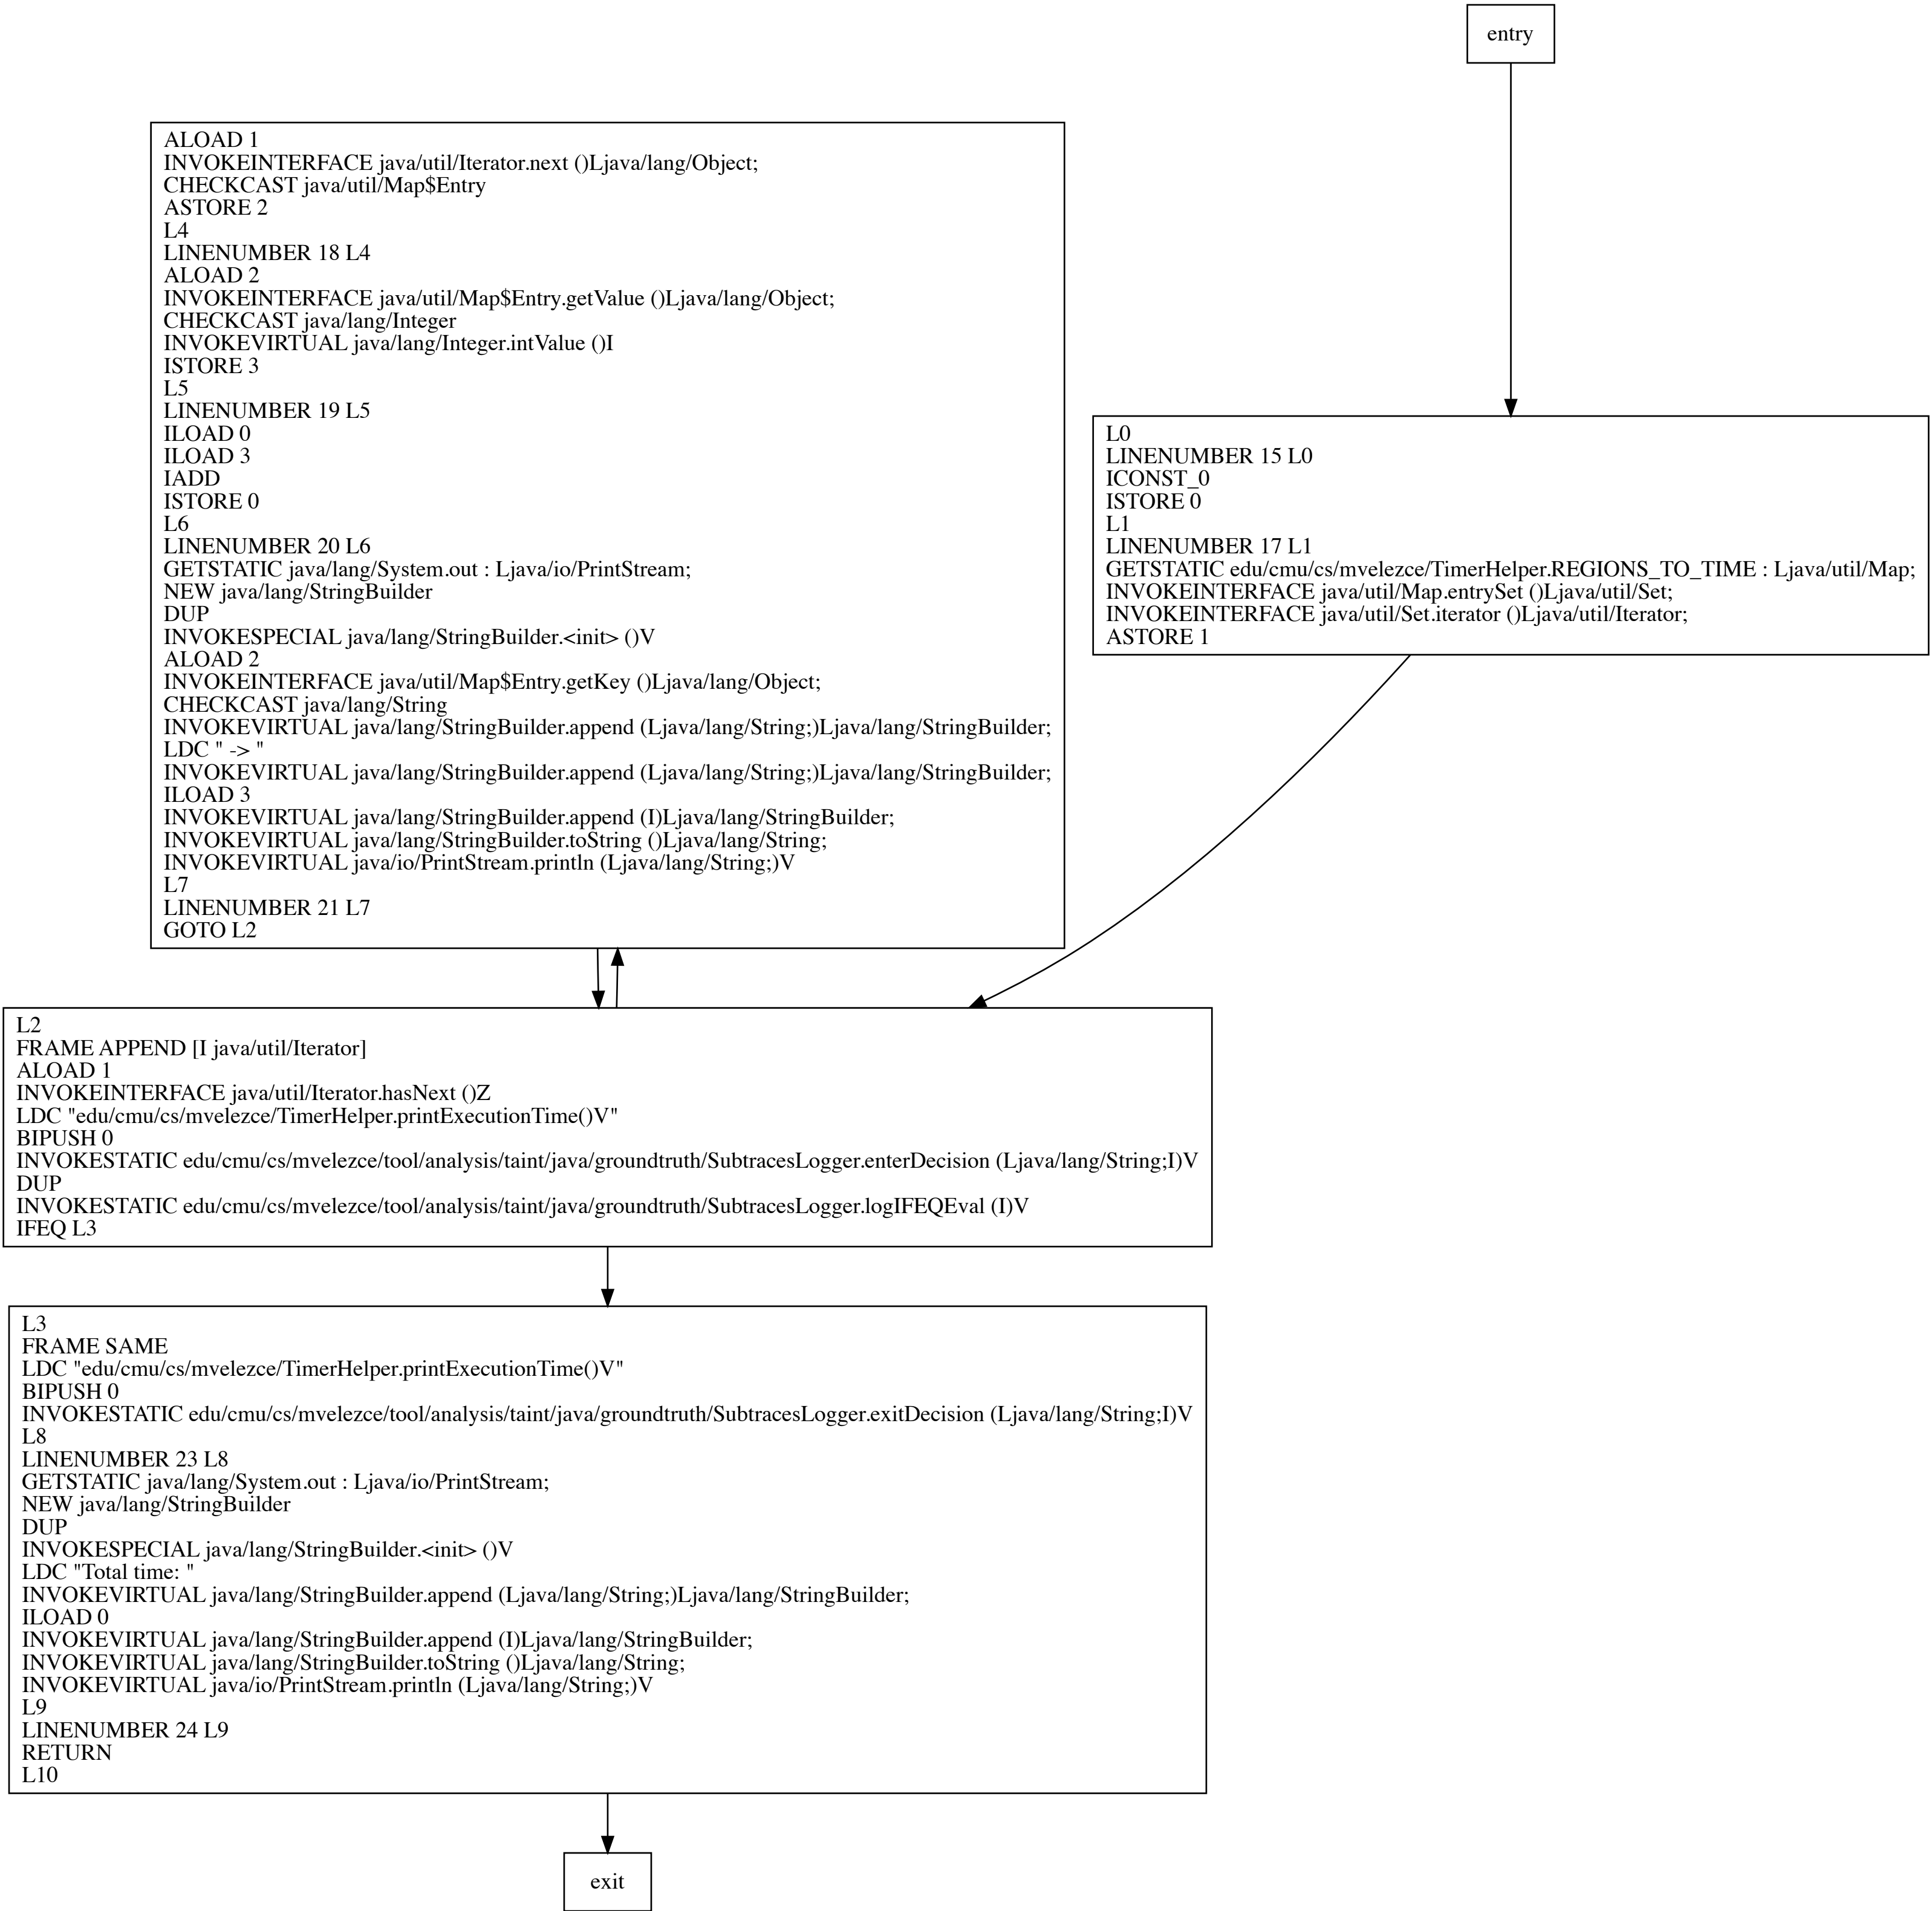 entry
ALOAD 1
INVOKEINTERFACE java/util/Iterator.next ()Ljava/lang/Object;
CHECKCAST java/util/Map$Entry
ASTORE 2
L4
LINENUMBER 18 L4
ALOAD 2
INVOKEINTERFACE java/util/Map$Entry.getValue ()Ljava/lang/Object;
CHECKCAST java/lang/Integer
INVOKEVIRTUAL java/lang/Integer.intValue ()I
ISTORE 3
L5
LINENUMBER 19 L5
ILOAD 0
ILOAD 3
IADD
ISTORE 0
L6
LINENUMBER 20 L6
GETSTATIC java/lang/System.out : Ljava/io/PrintStream;
NEW java/lang/StringBuilder
DUP
INVOKESPECIAL java/lang/StringBuilder.<init> ()V
ALOAD 2
INVOKEINTERFACE java/util/Map$Entry.getKey ()Ljava/lang/Object;
CHECKCAST java/lang/String
INVOKEVIRTUAL java/lang/StringBuilder.append (Ljava/lang/String;)Ljava/lang/StringBuilder;
LDC " -> "
INVOKEVIRTUAL java/lang/StringBuilder.append (Ljava/lang/String;)Ljava/lang/StringBuilder;
ILOAD 3
INVOKEVIRTUAL java/lang/StringBuilder.append (I)Ljava/lang/StringBuilder;
INVOKEVIRTUAL java/lang/StringBuilder.toString ()Ljava/lang/String;
INVOKEVIRTUAL java/io/PrintStream.println (Ljava/lang/String;)V
L7
LINENUMBER 21 L7
GOTO L2
L0
LINENUMBER 15 L0
ICONST_0
ISTORE 0
L1
LINENUMBER 17 L1
GETSTATIC edu/cmu/cs/mvelezce/TimerHelper.REGIONS_TO_TIME : Ljava/util/Map;
INVOKEINTERFACE java/util/Map.entrySet ()Ljava/util/Set;
INVOKEINTERFACE java/util/Set.iterator ()Ljava/util/Iterator;
ASTORE 1
L2
FRAME APPEND [I java/util/Iterator]
ALOAD 1
INVOKEINTERFACE java/util/Iterator.hasNext ()Z
LDC "edu/cmu/cs/mvelezce/TimerHelper.printExecutionTime()V"
BIPUSH 0
INVOKESTATIC edu/cmu/cs/mvelezce/tool/analysis/taint/java/groundtruth/SubtracesLogger.enterDecision (Ljava/lang/String;I)V
DUP
INVOKESTATIC edu/cmu/cs/mvelezce/tool/analysis/taint/java/groundtruth/SubtracesLogger.logIFEQEval (I)V
IFEQ L3
L3
FRAME SAME
LDC "edu/cmu/cs/mvelezce/TimerHelper.printExecutionTime()V"
BIPUSH 0
INVOKESTATIC edu/cmu/cs/mvelezce/tool/analysis/taint/java/groundtruth/SubtracesLogger.exitDecision (Ljava/lang/String;I)V
L8
LINENUMBER 23 L8
GETSTATIC java/lang/System.out : Ljava/io/PrintStream;
NEW java/lang/StringBuilder
DUP
INVOKESPECIAL java/lang/StringBuilder.<init> ()V
LDC "Total time: "
INVOKEVIRTUAL java/lang/StringBuilder.append (Ljava/lang/String;)Ljava/lang/StringBuilder;
ILOAD 0
INVOKEVIRTUAL java/lang/StringBuilder.append (I)Ljava/lang/StringBuilder;
INVOKEVIRTUAL java/lang/StringBuilder.toString ()Ljava/lang/String;
INVOKEVIRTUAL java/io/PrintStream.println (Ljava/lang/String;)V
L9
LINENUMBER 24 L9
RETURN
L10
exit